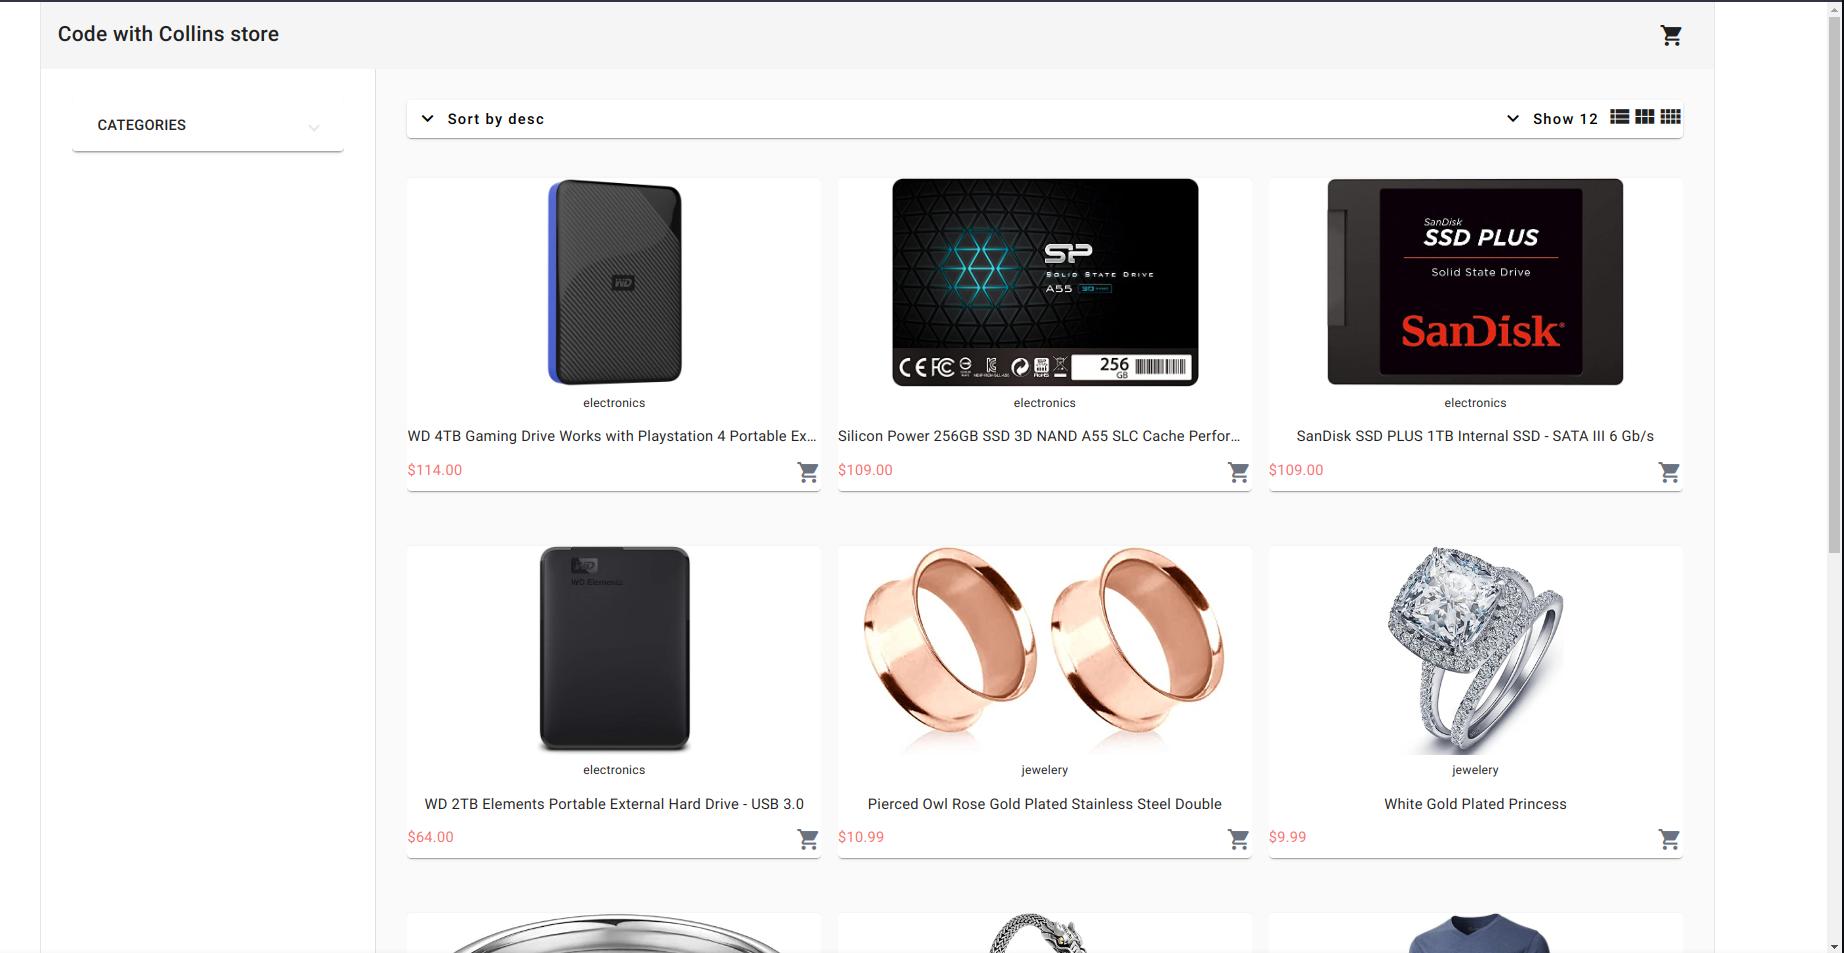 Code with Collins store
CATEGORIES
Sort by desc
Show 12
WD
SP
SOLID STATE DRIVE
A55
256
GB
SanDisk
SSD PLUS
Solid State Drive
SanDisk
electronics
electronics
electronics
WD 4TB Gaming Drive Works with Playstation 4 Portable Ex...
Silicon Power 256GB SSD 3D NAND A55 SLC Cache Perfor...
SanDisk SSD PLUS 1TB Internal SSD - SATA III 6 Gb/s
$114.00
$109.00
$109.00
WD
WD Elements
electronics
jewelery
jewelery
WD 2TB Elements Portable External Hard Drive - USB 3.0
Pierced Owl Rose Gold Plated Stainless Steel Double
White Gold Plated Princess
$64.00
$10.99
$9.99